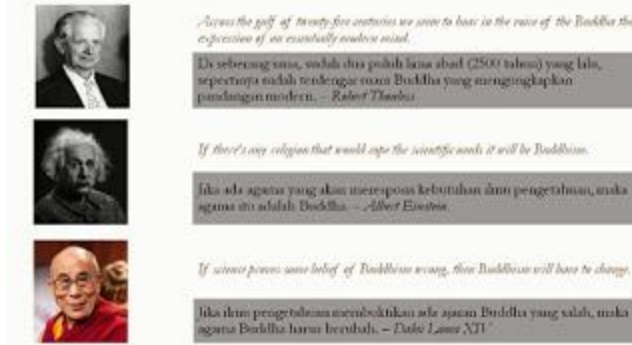 Across the gulf of twenty-five centuries we seem to hear in the voice of the Buddha the
expression of an essentially modern mind.
Di seberang sana, sudah dua puluh lima abad (2500 tahun) yang lalu,
sepertinya sudah terdengar suara Buddha yang mengungkapkan
pandangan modern. – Robert Thouless
If there's any religion that would cope the scientific needs it will be Buddhism.
Jika ada agama yang akan merespons kebutuhan ilmu pengetahuan, maka
agama itu adalah Buddha. – Albert Einstein.
If science proves some belief of Buddhism wrong, then Buddhism will have to change.
Jika ilmu pengetahuan membuktikan ada ajaran Buddha yang salah, maka
agama Buddha harus berubah. – Dalai Lama XIV